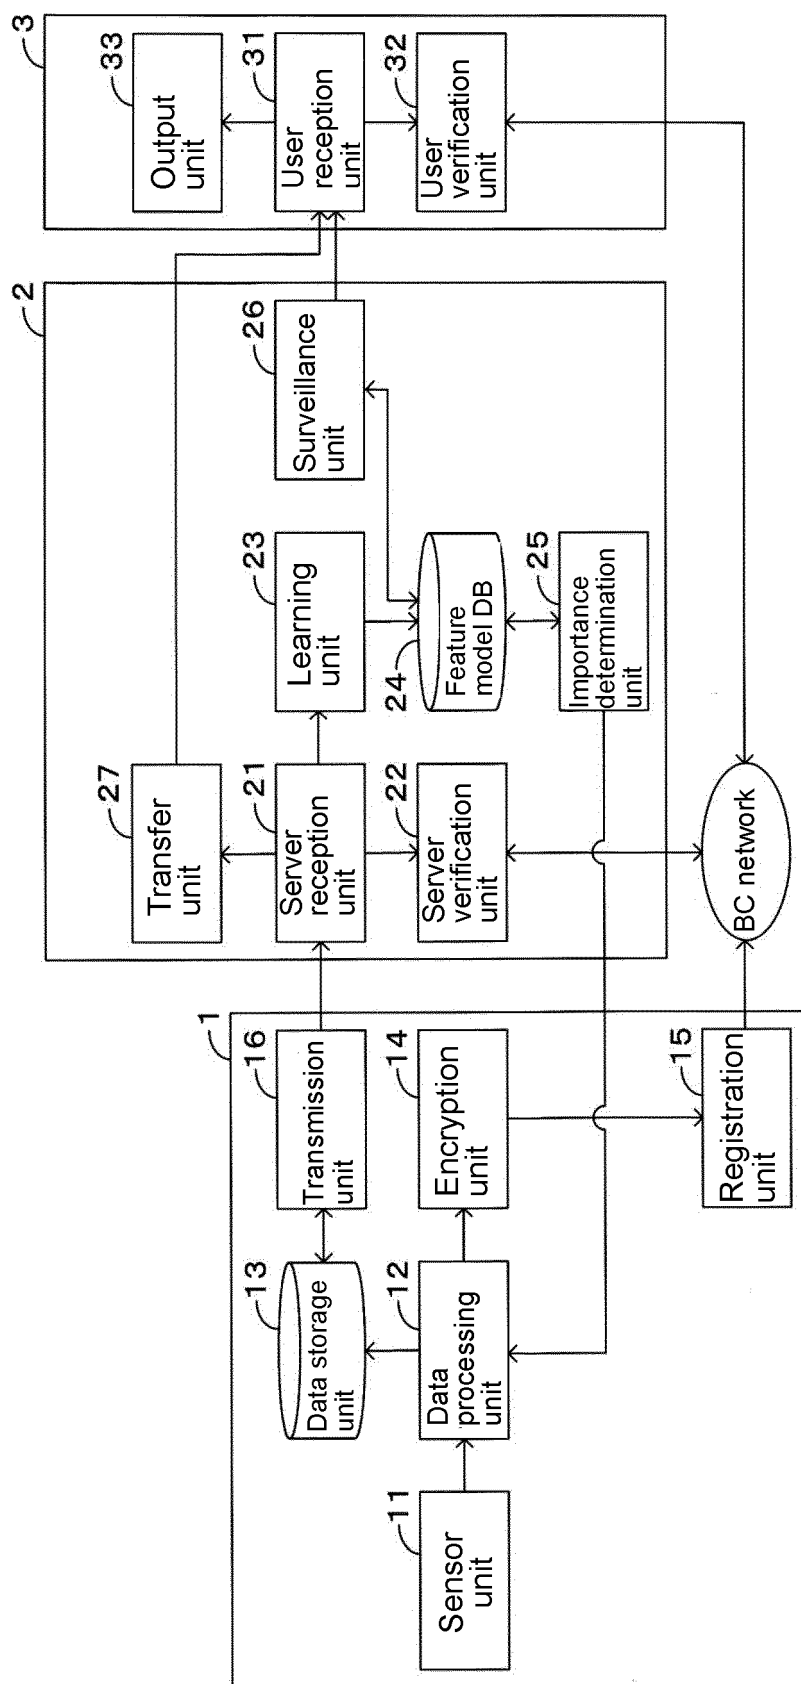 1
11
Sensor
unit
12
Data
processing
unit
13
Data storage
unit
14
Encryption
unit
15
Registration
unit
16
Transmission
unit
BC network
2
27
Transfer
unit
21
Server
reception
unit
22
Server
verification
unit
23
Learning
unit
24
Feature
model DB
25
Importance
determination
unit
26
Surveillance
unit
3
33
Output
unit
31
User
reception
unit
32
User
verification
unit